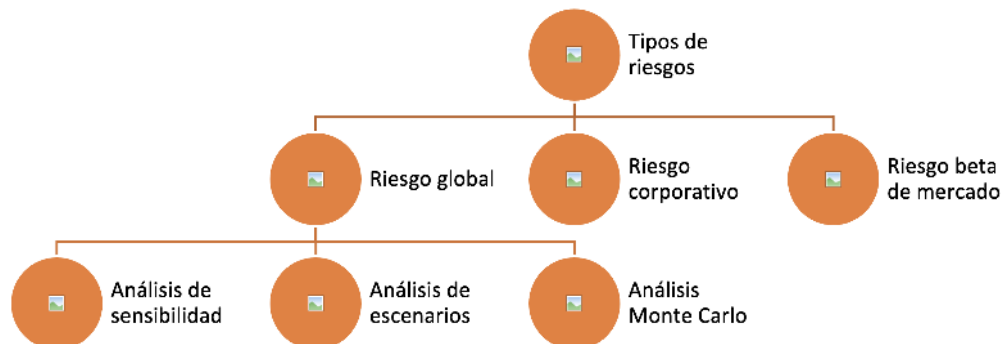 Tipos de
riesgos
Riesgo global
Riesgo
corporativo
Riesgo beta
de mercado
Análisis de
sensibilidad
Análisis de
escenarios
Análisis
Monte Carlo